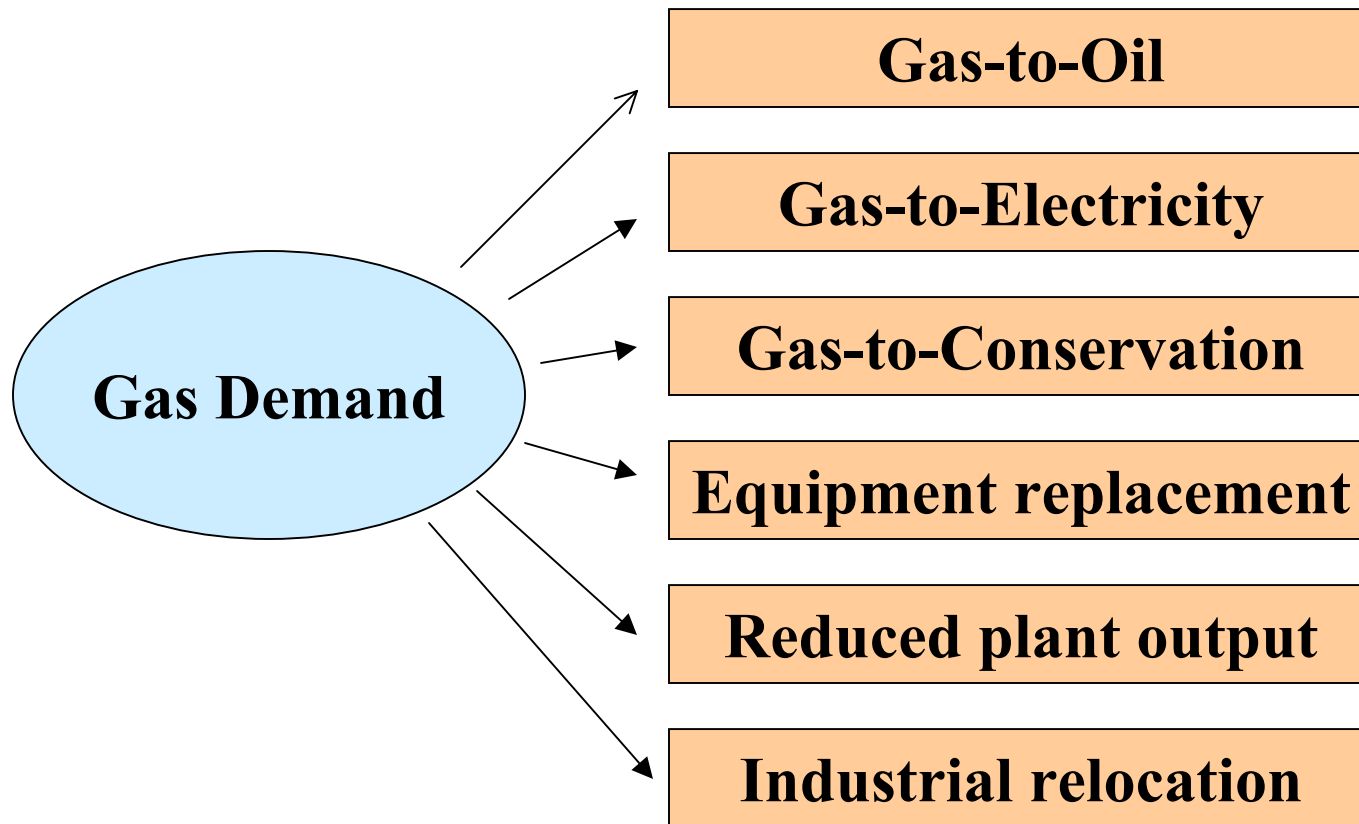 Gas-to-Oil
Gas-to-Electricity
Gas-to-Conservation
Gas Demand
Equipment replacement
Reduced plant output
Industrial relocation